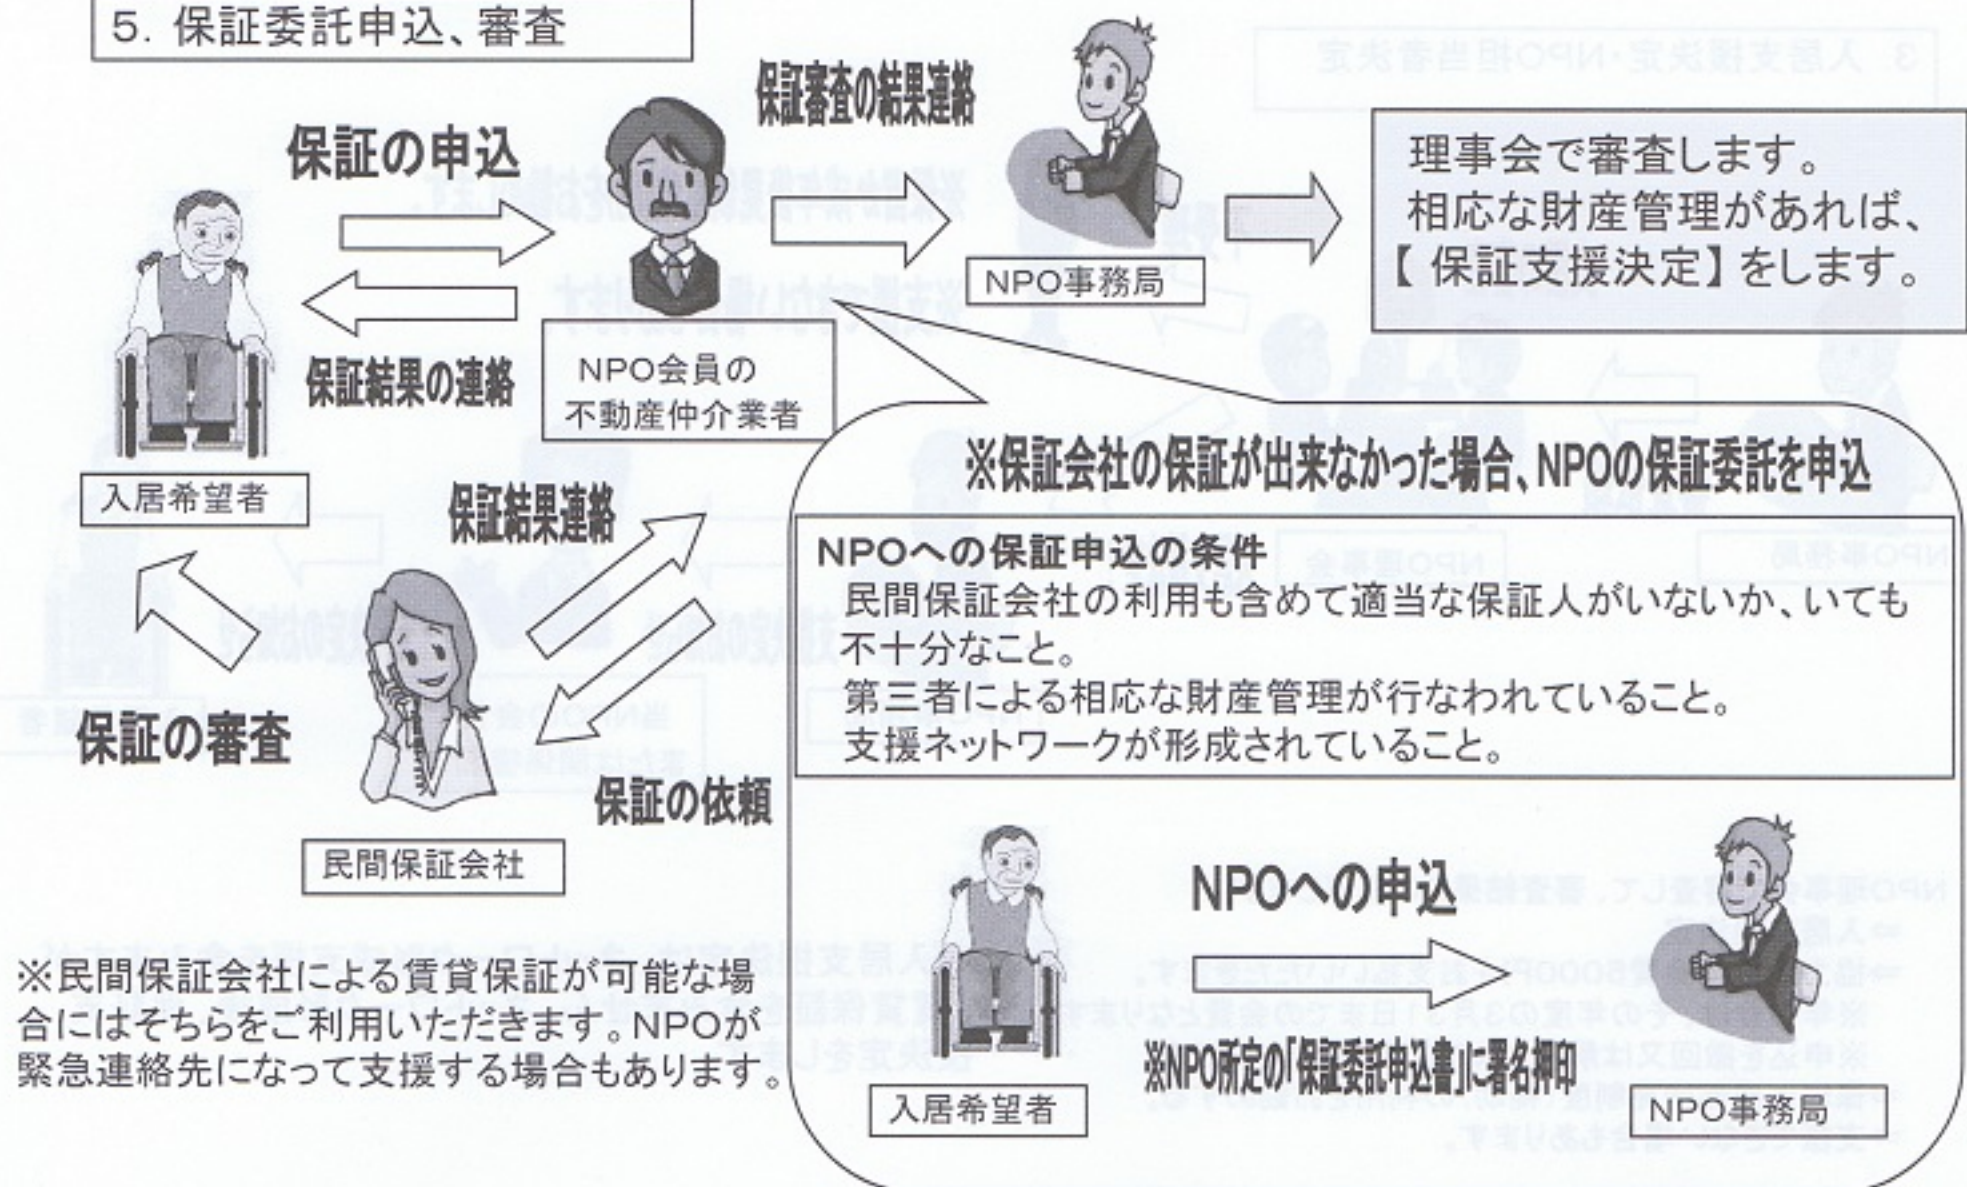 5. 保証委託申込、審査
保証の申込
保証審査の結果連絡
理事会で審査します。
相応な財産管理があれば、
【 保証支援決定】をします。
NPO事務局
保証結果の連絡
NPO会員の
不動産仲介業者
入居希望者
保証結果連絡
保証の審査
保証の依頼
民間保証会社
※民間保証会社による賃貸保証が可能な場
合にはそちらをご利用いただきます。NPOが
緊急連絡先になって支援する場合もあります。
※保証会社の保証が出来なかった場合、NPOの保証委託を申込
NPOへの保証申込の条件
民間保証会社の利用も含めて適当な保証人がいないか、いても
不十分なこと。
第三者による相応な財産管理が行なわれていること。
支援ネットワークが形成されていること。
NPOへの申込
※NPO所定の「保証委託申込書」に署名押印
入居希望者
NPO事務局